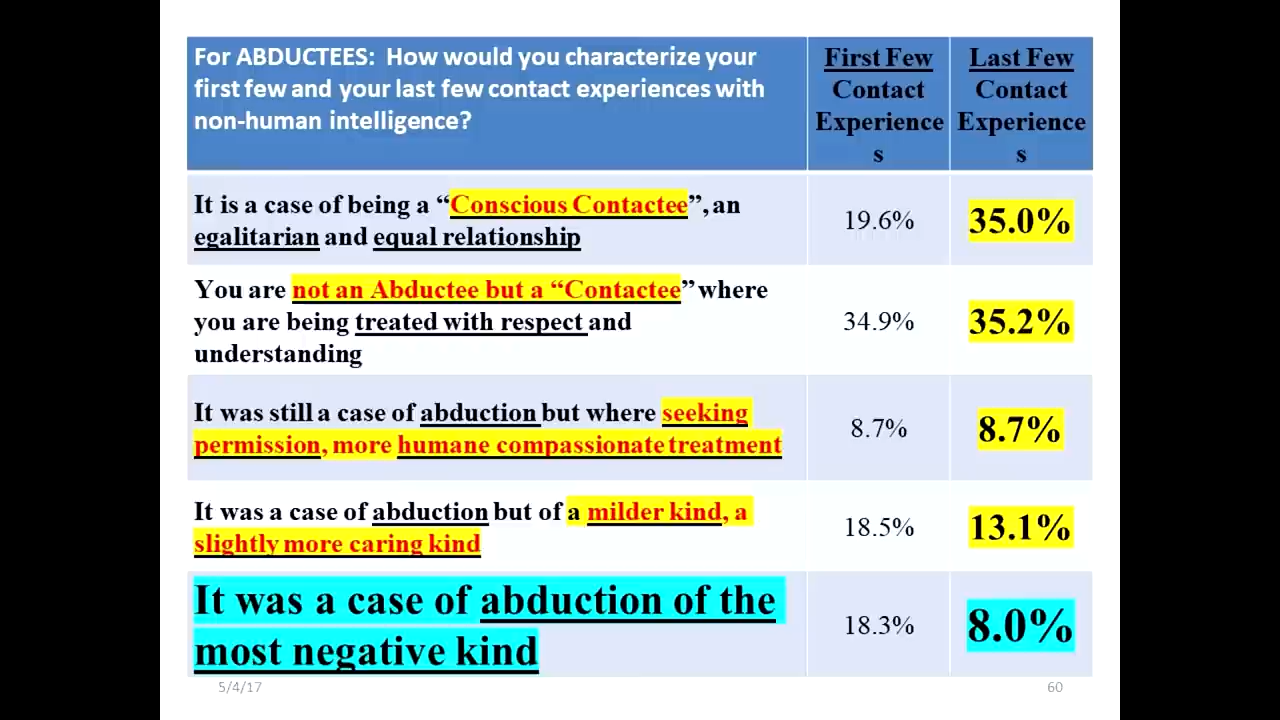 For ABDUCTEES: How would you characterize your
first few and your last few contact experiences with
non-human intelligence?
First Few
Contact
Experience
s
Last Few
Contact
Experience
s
It is a case of being a “Conscious Contactee”, an
egalitarian and equal relationship
19.6%
35.0%
You are not an Abductee but a “Contactee” where
you are being treated with respect and
understanding
34.9%
35.2%
It was still a case of abduction but where seeking
permission, more humane compassionate treatment
8.7%
8.7%
It was a case of abduction but of a milder kind, a
slightly more caring kind
18.5%
13.1%
It was a case of abduction of the
most negative kind
18.3%
8.0%
5/4/17
60